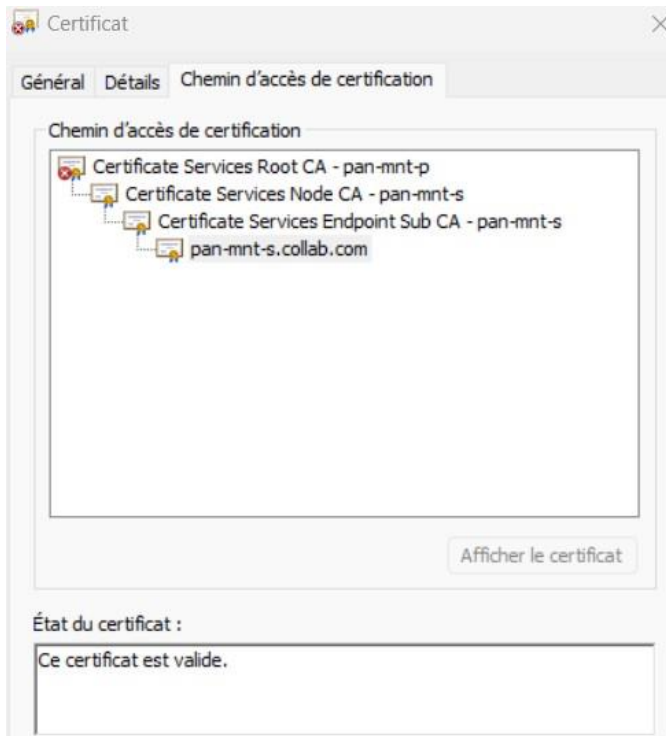 Certificat
Général Détails Chemin d'accès de certification
Chemin d'accès de certification
Certificate Services Root CA - pan-mnt-p
Certificate Services Node CA - pan-mnt-s
Certificate Services Endpoint Sub CA - pan-mnt-s
pan-mnt-s.collab.com
Afficher le certificat
État du certificat :
Ce certificat est valide.